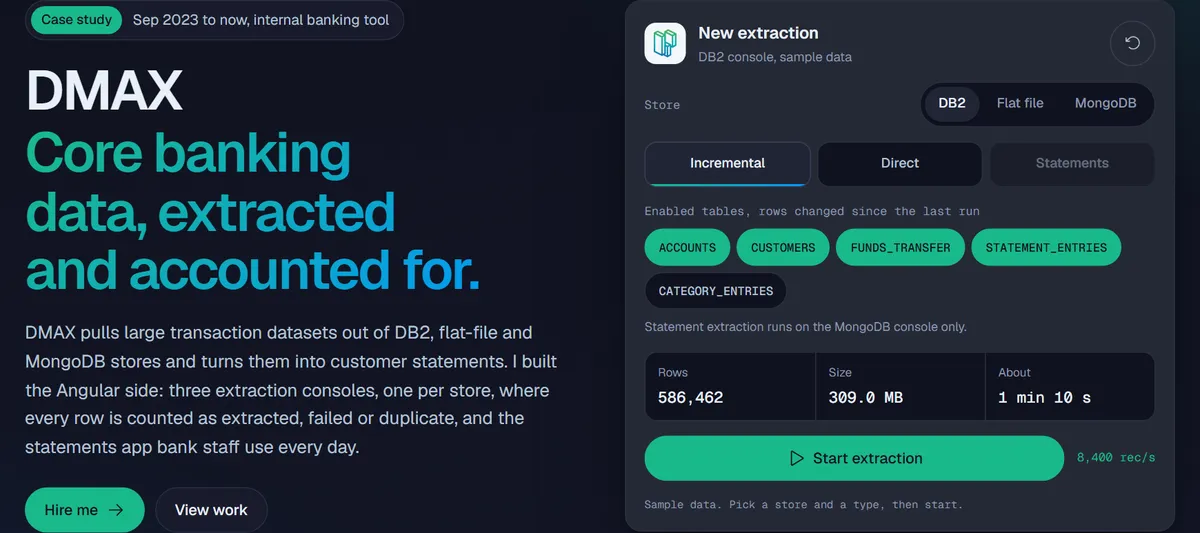 Case study Sep 2023 to now, internal banking tool
DMAX
Core banking
data, extracted
and accounted for.
DMAX pulls large transaction datasets out of DB2, flat-file and
MongoDB stores and turns them into customer statements. I built
the Angular side: three extraction consoles, one per store, where
every row is counted as extracted, failed or duplicate, and the
statements app bank staff use every day.
Hire me View work
New extraction
DB2 console, sample data
Store DB2 Flat file MongoDB
Incremental Direct Statements
Enabled tables, rows changed since the last run
ACCOUNTS CUSTOMERS FUNDS_TRANSFER STATEMENT_ENTRIES
CATEGORY_ENTRIES
Statement extraction runs on the MongoDB console only.
Rows Size About
586,462 309.0 MB 1 min 10 s
Start extraction 8,400 rec/s
Sample data. Pick a store and a type, then start.